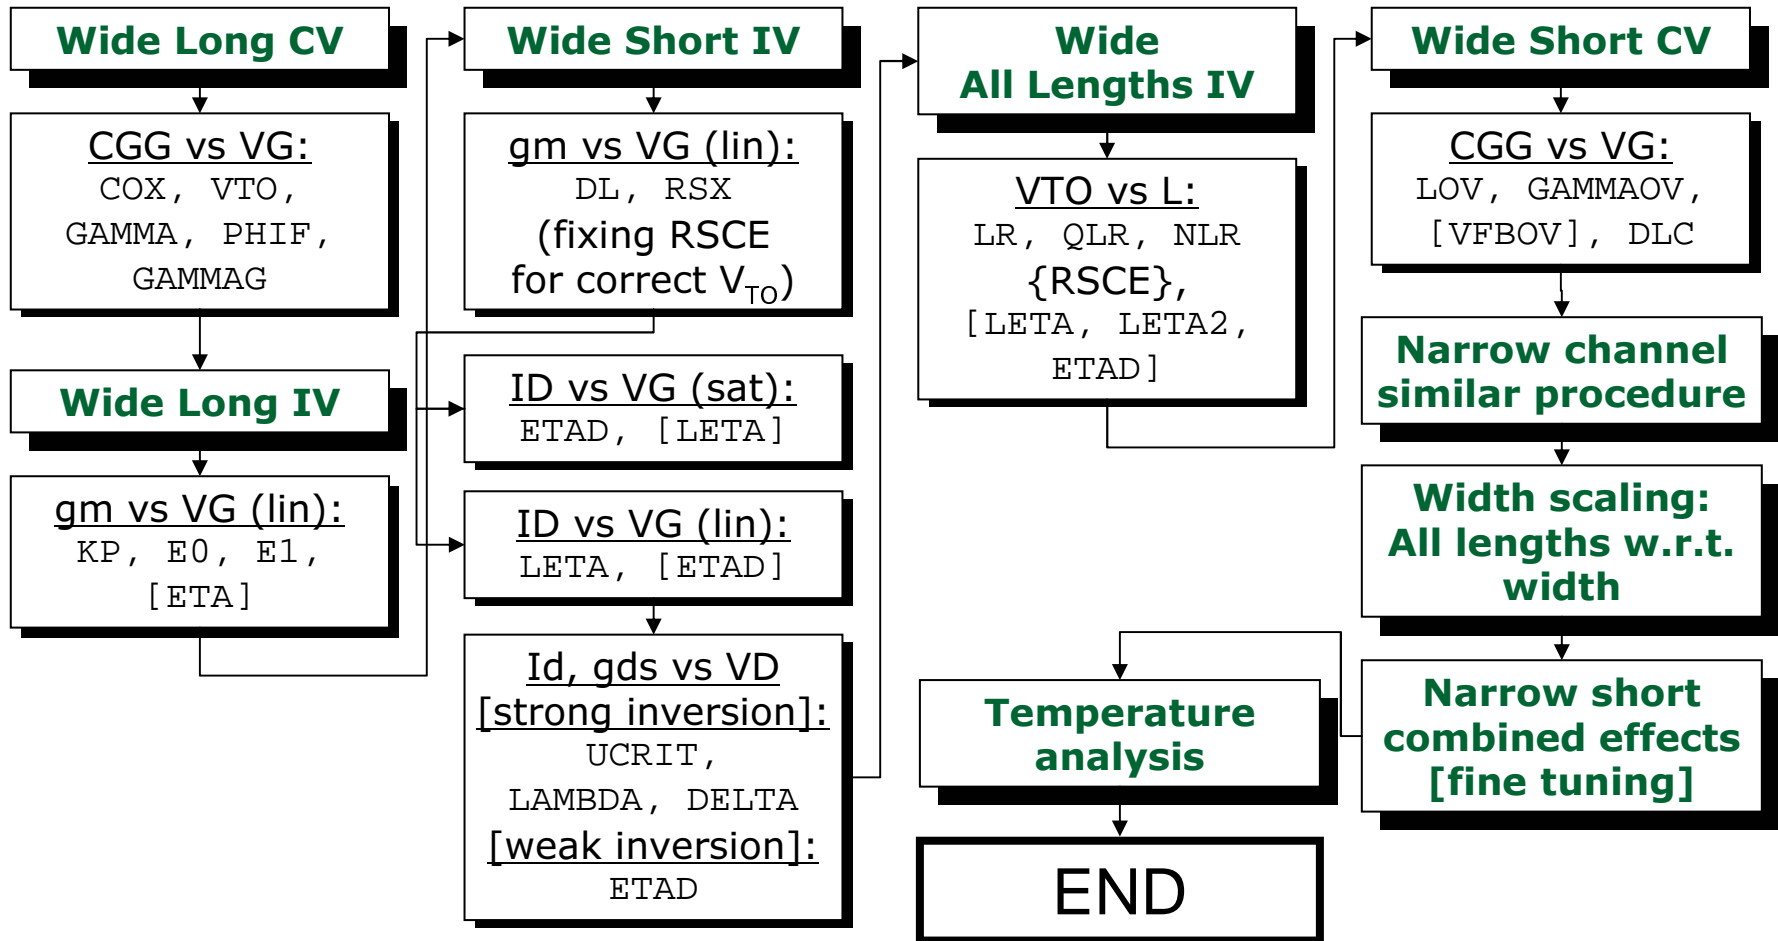 Wide Long CV
CGG vs VG:
COX, VTO,
GAMMA, PHIF,
GAMMAG
Wide Long IV
gm vs VG (lin):
KP, E0, E1,
[ETA]
Wide Short IV
gm vs VG (lin):
DL, RSX
(fixing RSCE
for correct VTO)
ID vs VG (sat):
ETAD, [LETA]
ID vs VG (lin):
LETA, [ETAD]
Id, gds vs VD
[strong inversion]:
UCRIT,
LAMBDA, DELTA
[weak inversion]:
ETAD
Wide
All Lengths IV
VTO vs L:
LR, QLR, NLR
{RSCE},
[LETA, LETA2,
ETAD]
Wide Short CV
CGG vs VG:
LOV, GAMMAOV,
[VFBOV], DLC
Narrow channel
similar procedure
Width scaling:
All lengths w.r.t.
width
Narrow short
combined effects
[fine tuning]
Temperature
analysis
END